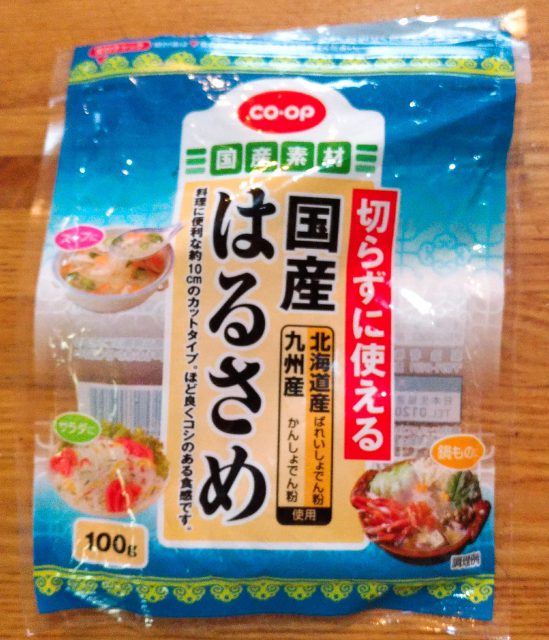 CO·OP
国産素材
切らずに使える
国産
はるさめ
北海道産
ばれいしょでん粉
九州産
かんしょでん粉
使用
料理に便利な約10cmのカットタイプ。ほど良くコシのある食感です。
スープに
サラダに
鍋ものに
100g
調理例